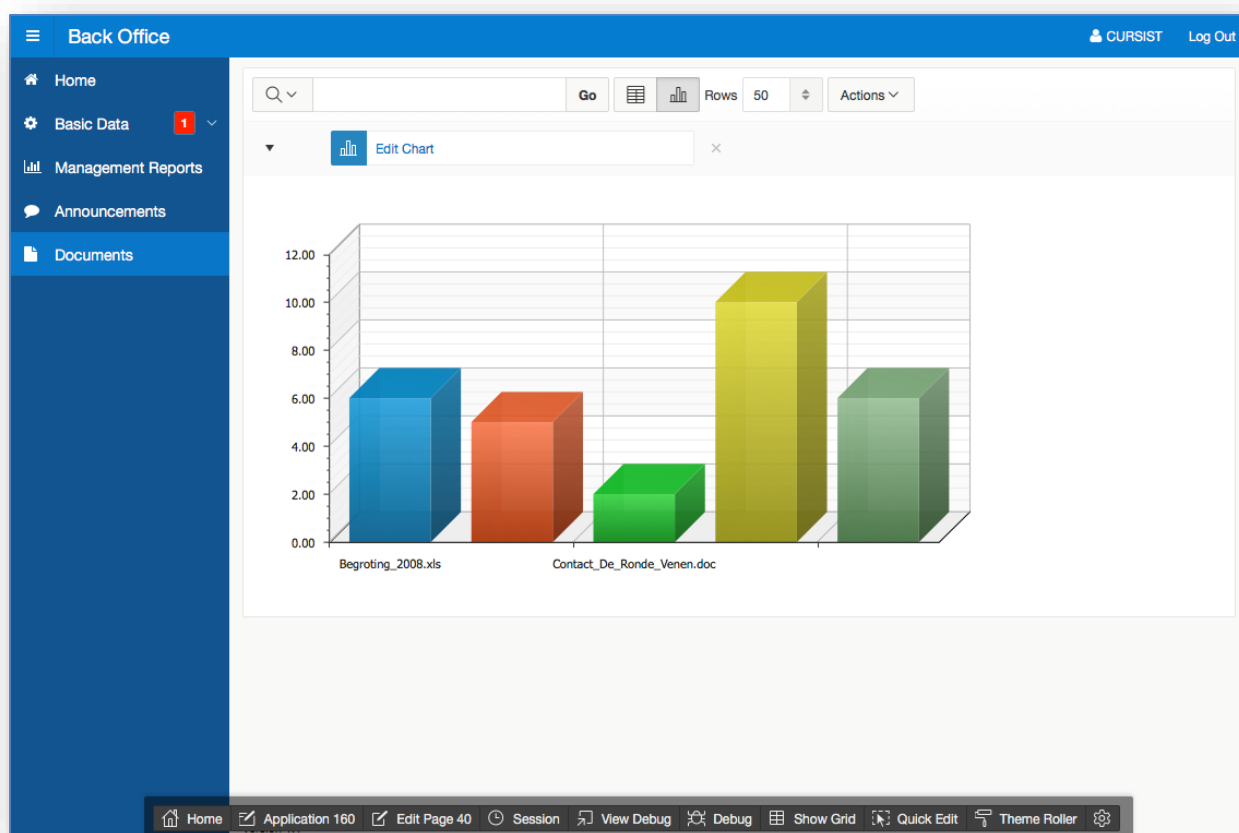 Back Office
CURSIST Log Out
Home
Basic Data 1
Management Reports
Announcements
Documents
Go Rows 50 Actions
Edit Chart
12.00
10.00
8.00
6.00
4.00
2.00
0.00
Begroting_2008.xls Contact_De_Ronde_Venen.doc
Home Application 160 Edit Page 40 Session View Debug Debug Show Grid Quick Edit Theme Roller